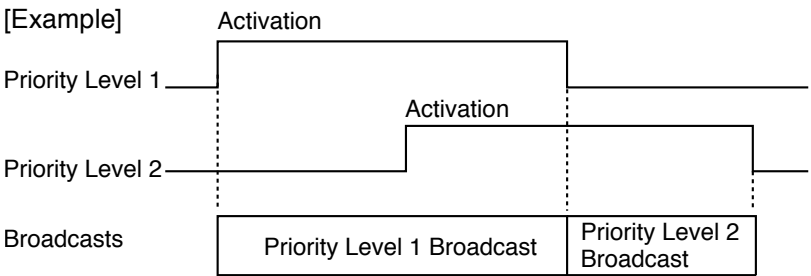 [Example]
Activation
Priority Level 1
Activation
Priority Level 2
Broadcasts
Priority Level 1 Broadcast
Priority Level 2
Broadcast